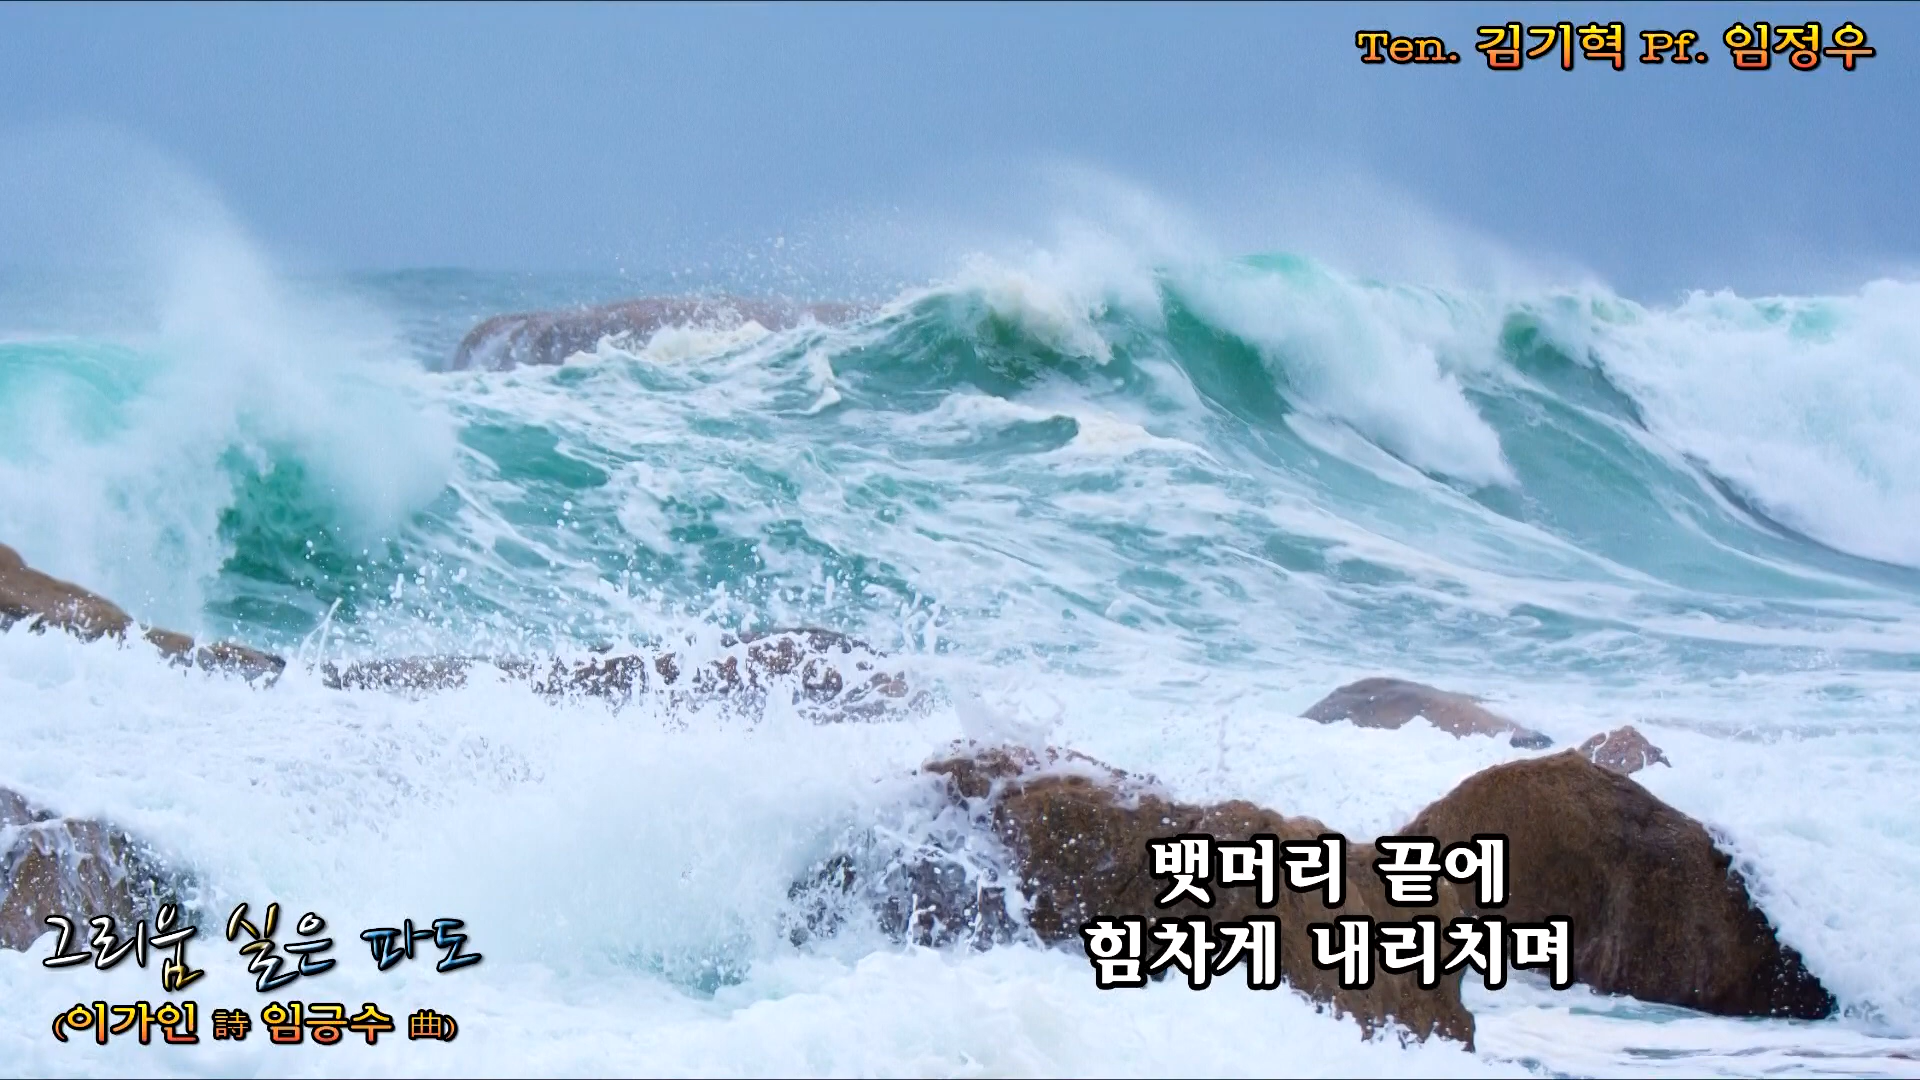 Ten. 김기혁 Pf. 임정우
뱃머리 끝에
힘차게 내리치며
그리움 실은 파도
(이가인 詩 임긍수 曲)